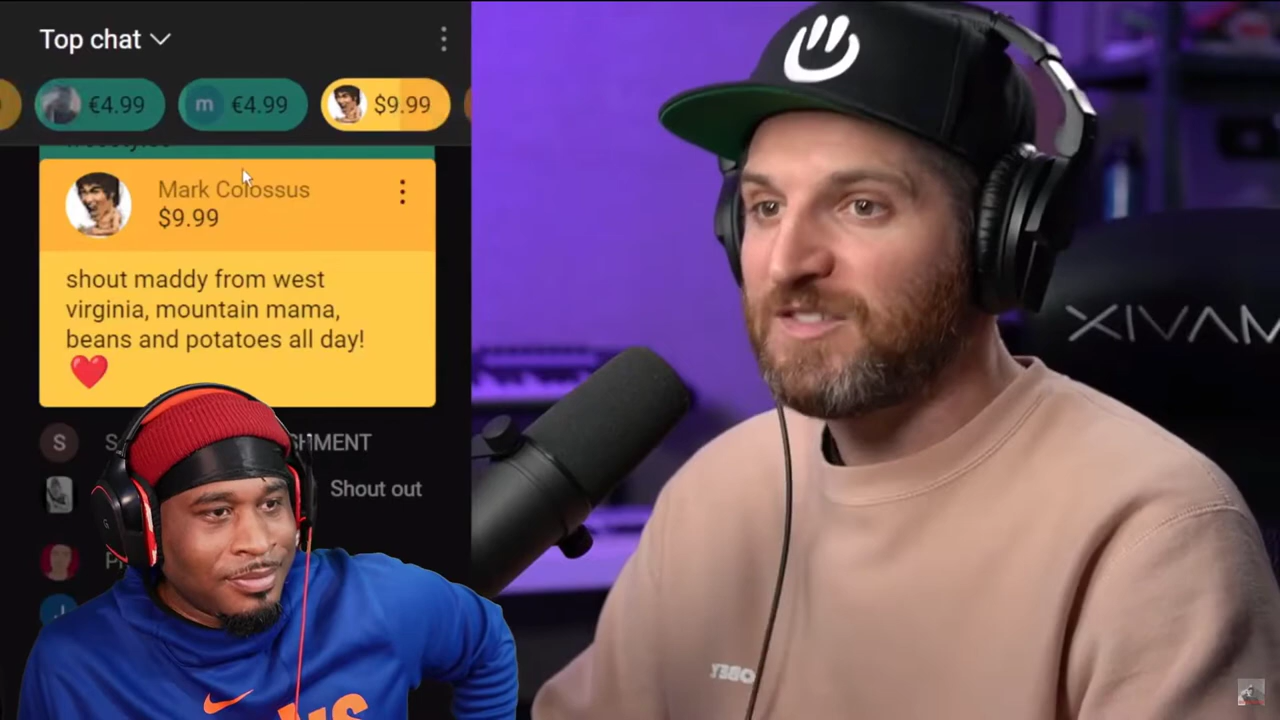 Top chat
€4.99
m €4.99
$9.99
Mark Colossus
$9.99
shout maddy from west
virginia, mountain mama,
beans and potatoes all day!
S
Shout out
J
XIVAM
OBEY